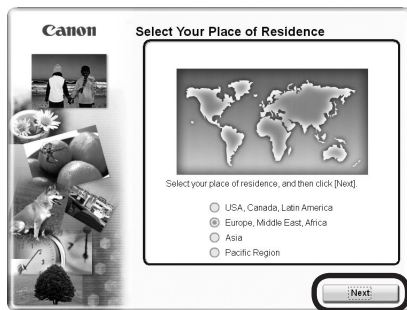 Canon
Select Your Place of Residence
Select your place of residence, and then click [Next].
USA, Canada, Latin America
Europe, Middle East, Africa
Asia
Pacific Region
Next